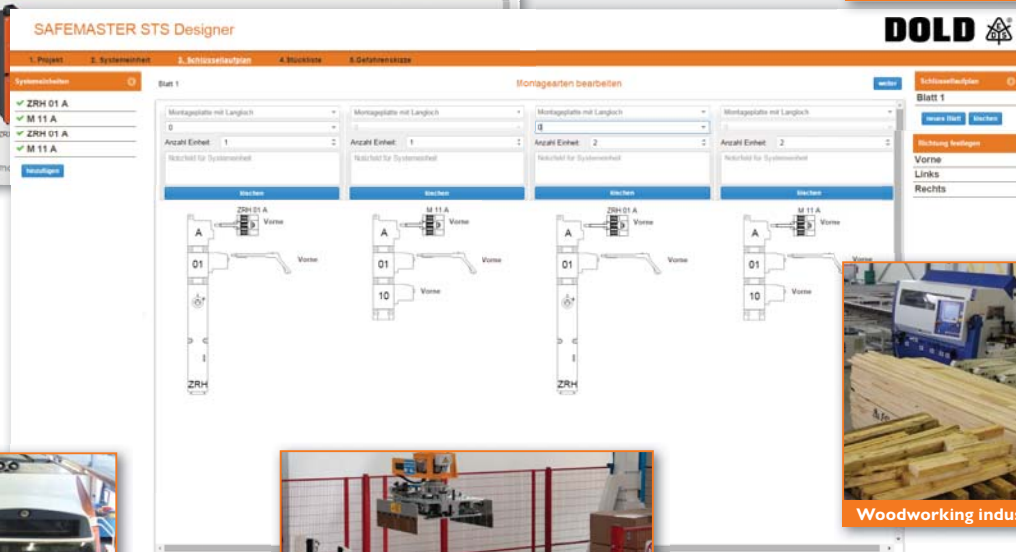 SAFEMASTER STS Designer
DOLD
1. Projekt 2. Systemeinheit 3. Schlüssellaufplan 4.Stückliste 5.Gefahrenskizze
Systemeinheiten
ZRH 01 A
M 11 A
ZRH 01 A
M 11 A
hinzufügen
Blatt 1
Montagearten bearbeiten
weiter
Schlüssellaufplan
Blatt 1
neues Blatt löschen
Richtung festlegen
Vorne
Links
Rechts
Montageplatte mit Langloch Montageplatte mit Langloch Montageplatte mit Langloch Montageplatte mit Langloch
0 0
Anzahl Einheit 1 Anzahl Einheit 1 Anzahl Einheit 2 Anzahl Einheit 2
Notizfeld für Systemeinheit Notizfeld für Systemeinheit Notizfeld für Systemeinheit Notizfeld für Systemeinheit
löschen löschen löschen löschen
ZRH 01 A M 11 A ZRH 01 A M 11 A
A Vorne A Vorne A Vorne A Vorne
01 Vorne 01 Vorne 01 Vorne 01 Vorne
10 Vorne 10 Vorne
ZRH ZRH
Woodworking indus